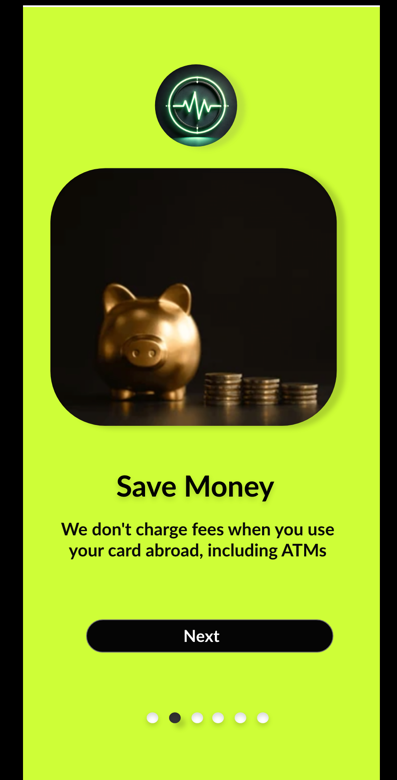 Save Money
We don't charge fees when you use
your card abroad, including ATMs
Next